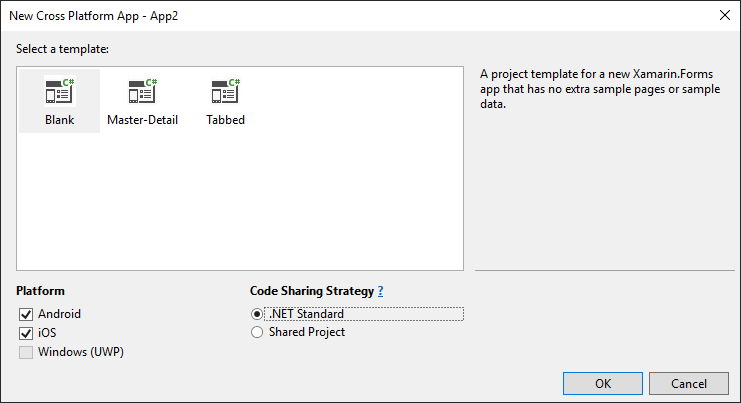 New Cross Platform App - App2
Select a template:
C# C# C#
Blank Master-Detail Tabbed
A project template for a new Xamarin.Forms
app that has no extra sample pages or sample
data.
Platform
Android
iOS
Windows (UWP)
Code Sharing Strategy ?
.NET Standard
Shared Project
OK Cancel